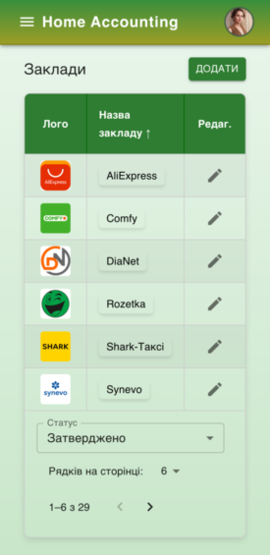 Home Accounting
Заклади
ДОДАТИ
Лого
Назва
закладу ↑
Редаг.
AliExpress
AliExpress
COMFY
Comfy
DiaNet
Rozetka
SHARK
Shark-Таксі
synevo
Synevo
Статус
Затверджено
Рядків на сторінці: 6
1–6 з 29